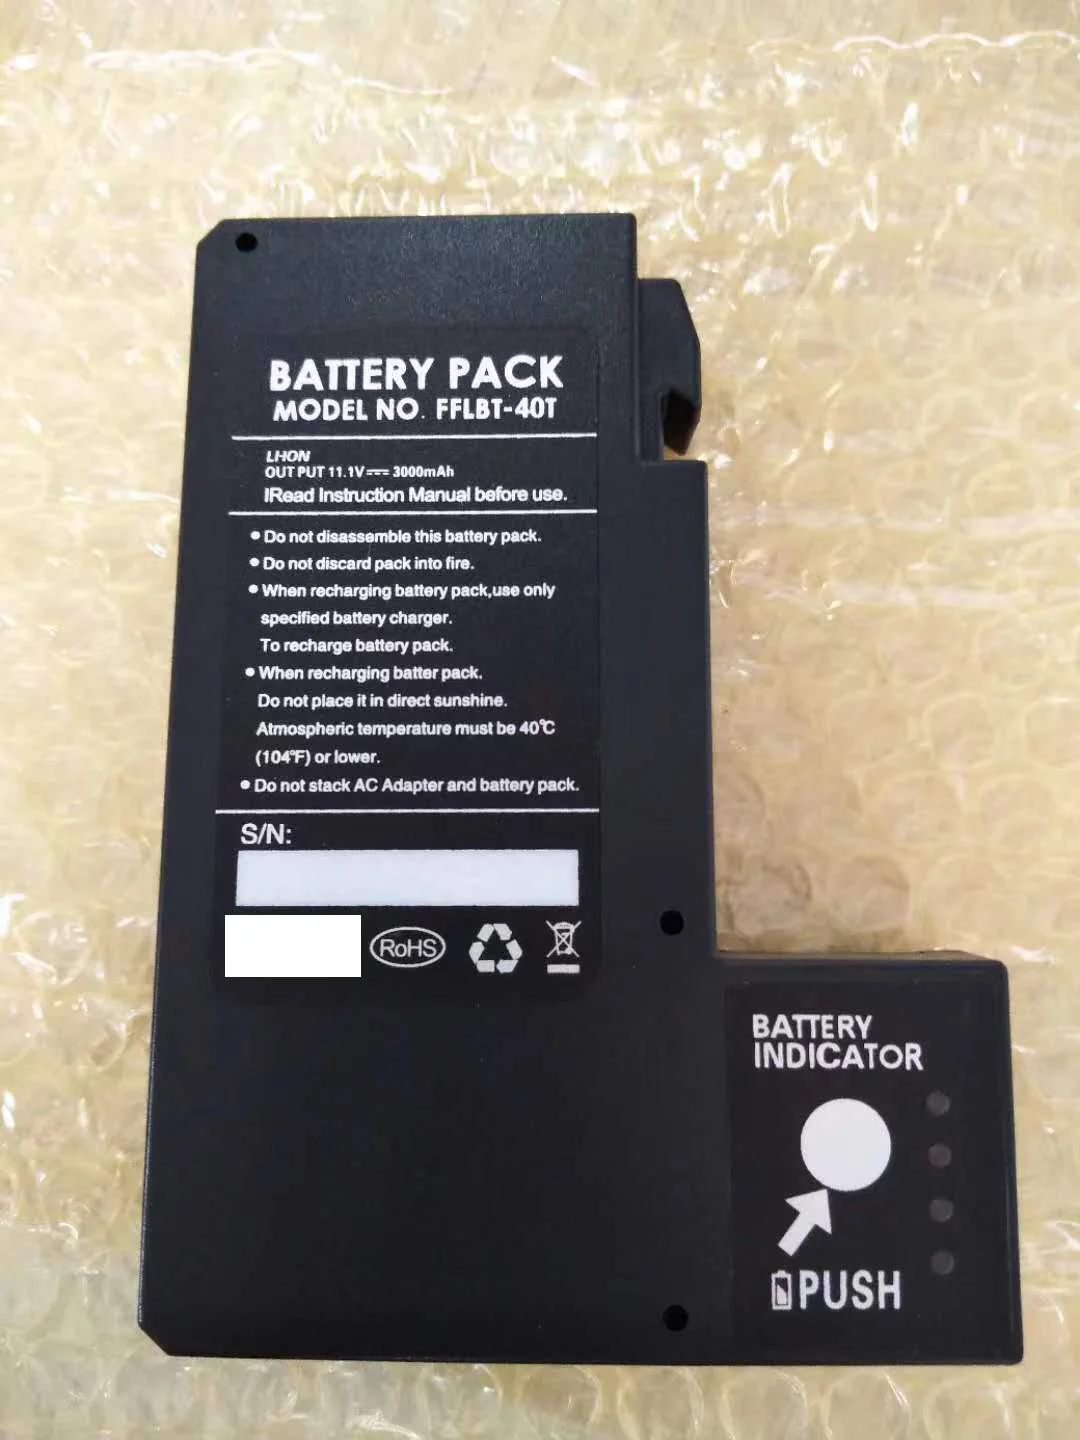 BATTERY PACK
MODEL NO. FFLBT-40T
LHON
OUT PUT 11.1V⎓ 3000mAh
IRead Instruction Manual before use.
• Do not disassemble this battery pack.
• Do not discard pack into fire.
• When recharging battery pack,use only
specified battery charger.
To recharge battery pack.
• When recharging batter pack.
Do not place it in direct sunshine.
Atmospheric temperature must be 40℃
(104℉) or lower.
• Do not stack AC Adapter and battery pack.
S/N:
RoHS
BATTERY
INDICATOR
PUSH